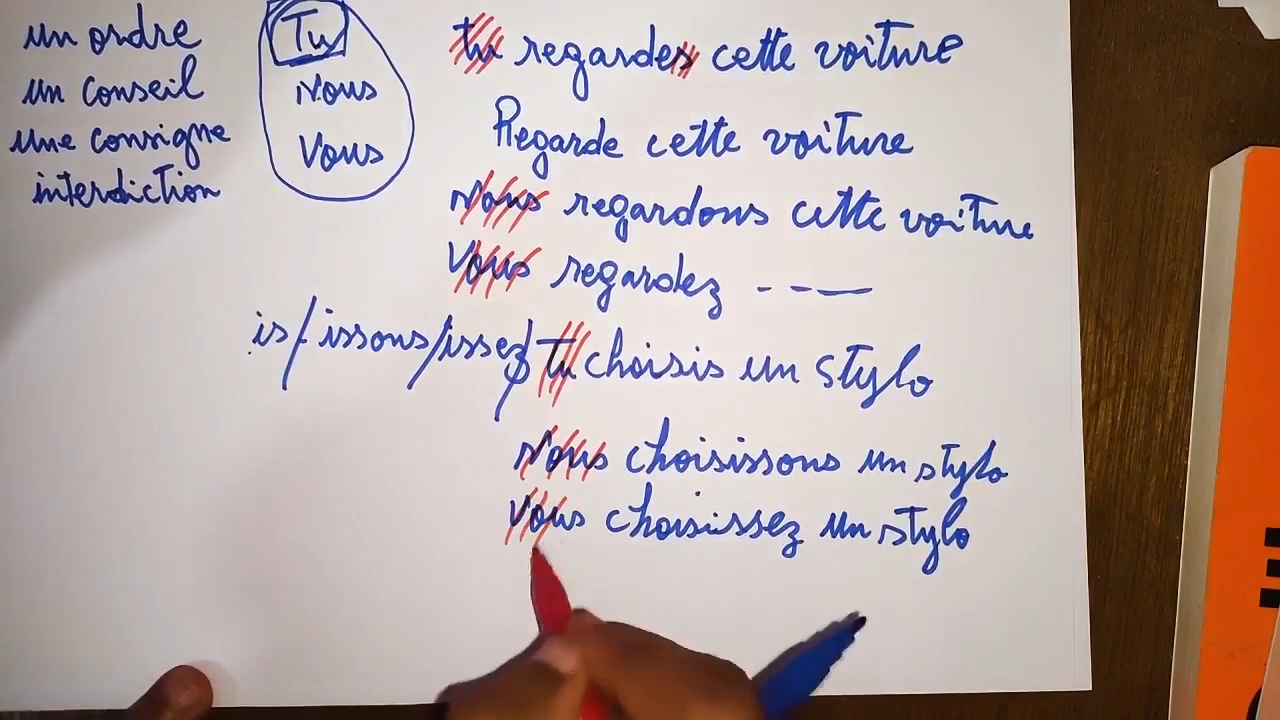 un ordre
un conseil
une consigne
interdiction
Tu
Nous
Vous
tu regardes cette voiture
Regarde cette voiture
Nous regardons cette voiture
Vous regardez - - —
is/issons/issez
tu choisis un stylo
Nous choisissons un stylo
Vous choisissez un stylo